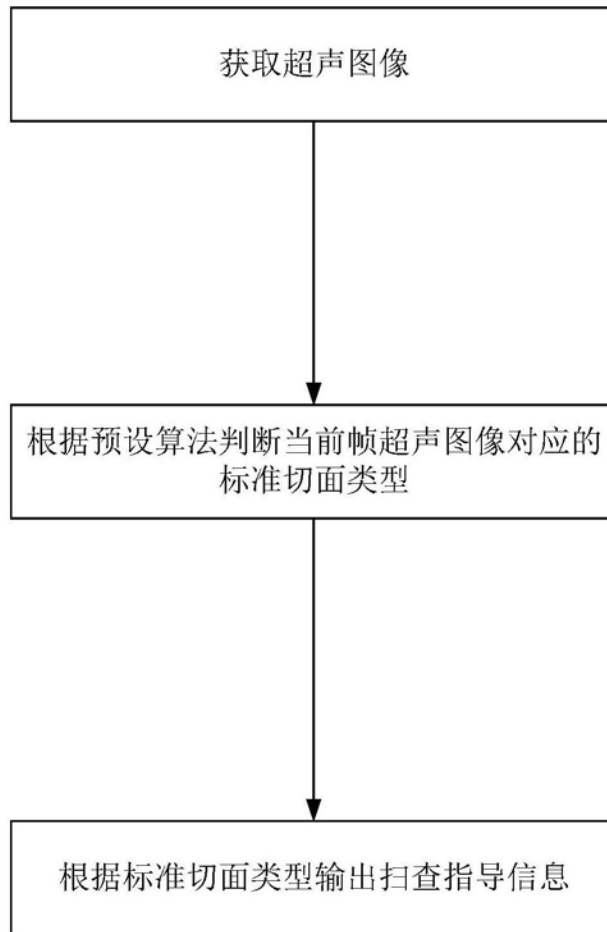 获取超声图像
根据预设算法判断当前帧超声图像对应的
标准切面类型
根据标准切面类型输出扫查指导信息